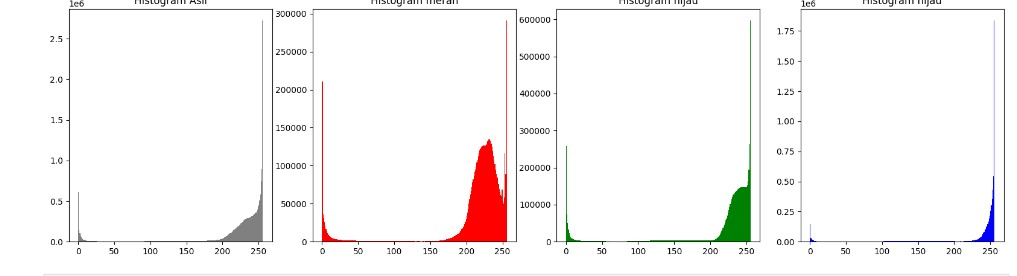 Histogram Asli
Histogram merah
Histogram hijau
Histogram hijau
1e6
2.5
2.0
1.5
1.0
0.5
0.0
0 50 100 150 200 250
300000
250000
200000
150000
100000
50000
0
0 50 100 150 200 250
600000
500000
400000
300000
200000
100000
0
0 50 100 150 200 250
1e6
1.75
1.50
1.25
1.00
0.75
0.50
0.25
0.00
0 50 100 150 200 250